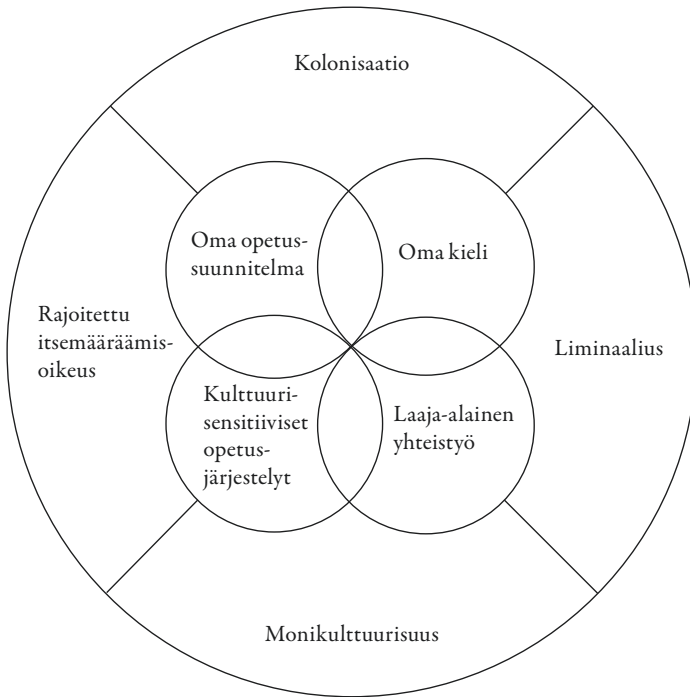 Kolonisaatio
Oma opetus-
suunnitelma
Oma kieli
Rajoitettu
itsemääräämis-
oikeus
Liminaalius
Kulttuuri-
sensitiiviset
opetus-
järjestelyt
Laaja-alainen
yhteistyö
Monikulttuurisuus